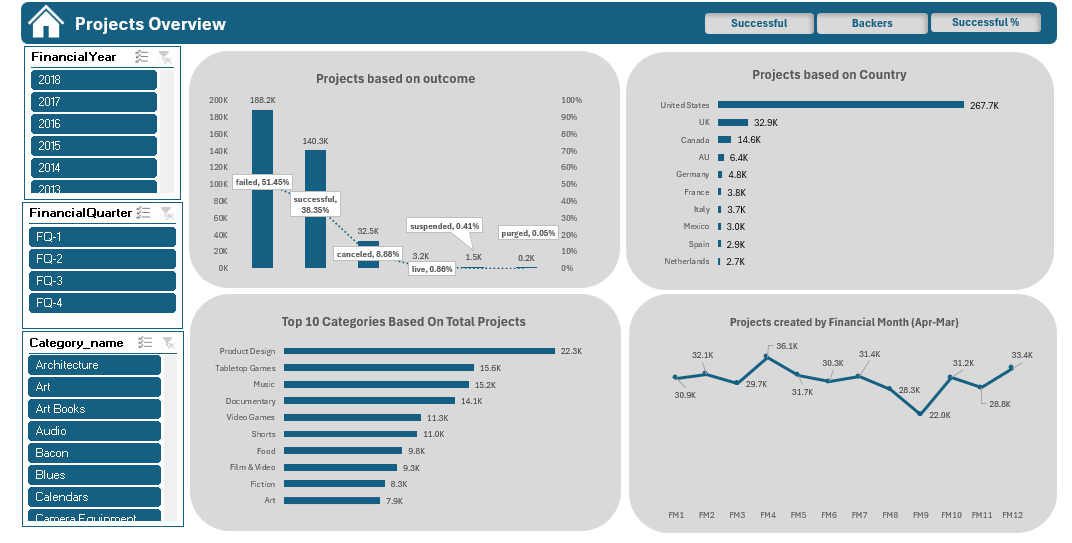 Projects Overview
Successful
Backers
Successful %
FinancialYear
2018
2017
2016
2015
2014
2013
FinancialQuarter
FQ-1
FQ-2
FQ-3
FQ-4
Category_name
Architecture
Art
Art Books
Audio
Bacon
Blues
Calendars
Camera Equipment
Projects based on outcome
200K
180K
160K
140K
120K
100K
80K
60K
40K
20K
0K
188.2K
140.3K
32.5K
3.2K
1.5K
0.2K
failed, 51.45%
successful,
38.35%
canceled, 8.88%
live, 0.86%
suspended, 0.41%
purged, 0.05%
100%
90%
80%
70%
60%
50%
40%
30%
20%
10%
0%
Projects based on Country
United States 267.7K
UK 32.9K
Canada 14.6K
AU 6.4K
Germany 4.8K
France 3.8K
Italy 3.7K
Mexico 3.0K
Spain 2.9K
Netherlands 2.7K
Top 10 Categories Based On Total Projects
Product Design 22.3K
Tabletop Games 15.6K
Music 15.2K
Documentary 14.1K
Video Games 11.3K
Shorts 11.0K
Food 9.8K
Film & Video 9.3K
Fiction 8.3K
Art 7.9K
Projects created by Financial Month (Apr-Mar)
30.9K
32.1K
29.7K
36.1K
31.7K
30.3K
31.4K
28.3K
22.0K
31.2K
28.8K
33.4K
FM1 FM2 FM3 FM4 FM5 FM6 FM7 FM8 FM9 FM10 FM11 FM12